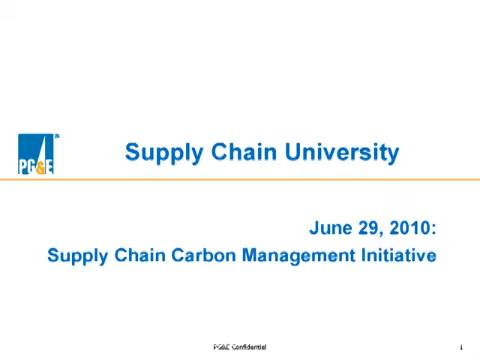 Supply Chain University
PG&E
June 29, 2010:
Supply Chain Carbon Management Initiative
PG&E Confidential
1